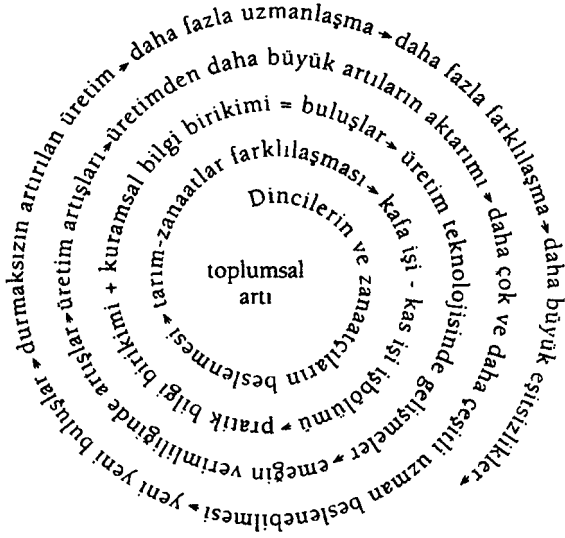 toplumsal
artı
Dincilerin ve zanaatçıların beslenmesi → tarım-zanaatlar farklılaşması → kafa işi - kas işi işbölümü → pratik bilgi birikimi + kuramsal bilgi birikimi = buluşlar → üretim teknolojisinde gelişmeler → emeğin verimliliğinde artışlar → üretim artışları → üretimden daha büyük artıların aktarımı → daha çok ve daha çeşitli uzman beslenebilmesi → yeni yeni buluşlar → durmaksızın artırılan üretim → daha fazla uzmanlaşma → daha fazla farklılaşma → daha büyük eşitsizlikler →